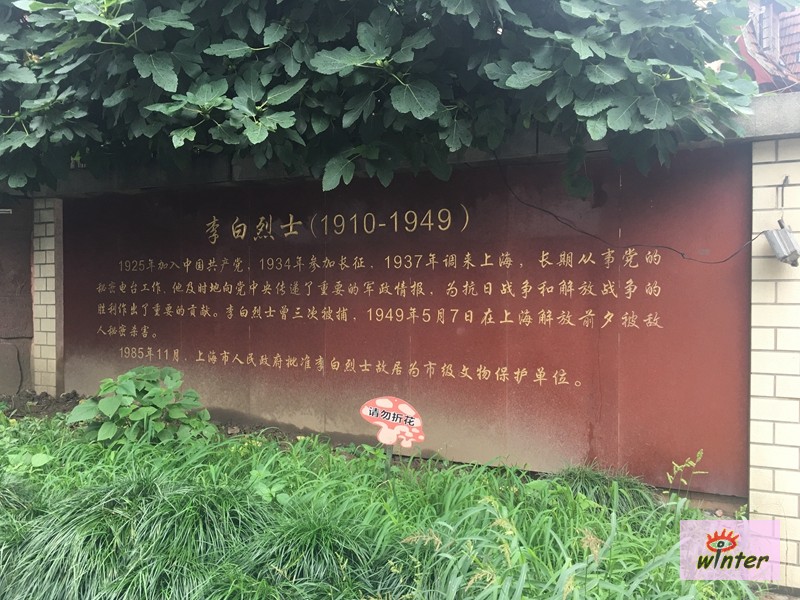 李白烈士(1910-1949)
1925年加入中国共产党，1934年参加长征，1937年调来上海，长期从事党的
秘密电台工作，他及时地向党中央传递了重要的军政情报，为抗日战争和解放战争的
胜利作出了重要的贡献。李白烈士曾三次被捕，1949年5月7日在上海解放前夕被敌
人秘密杀害。
1985年11月，上海市人民政府批准李白烈士故居为市级文物保护单位。
请勿折花
winter